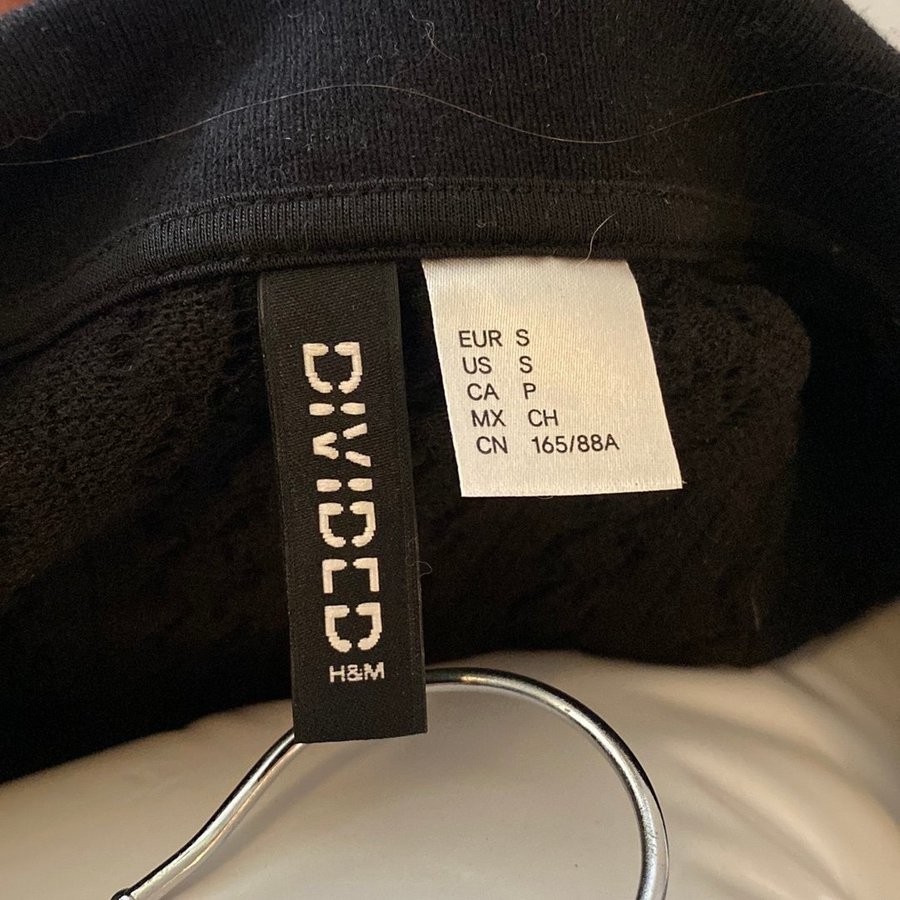 DIVIDED
H&M
EUR S
US S
CA P
MX CH
CN 165/88A